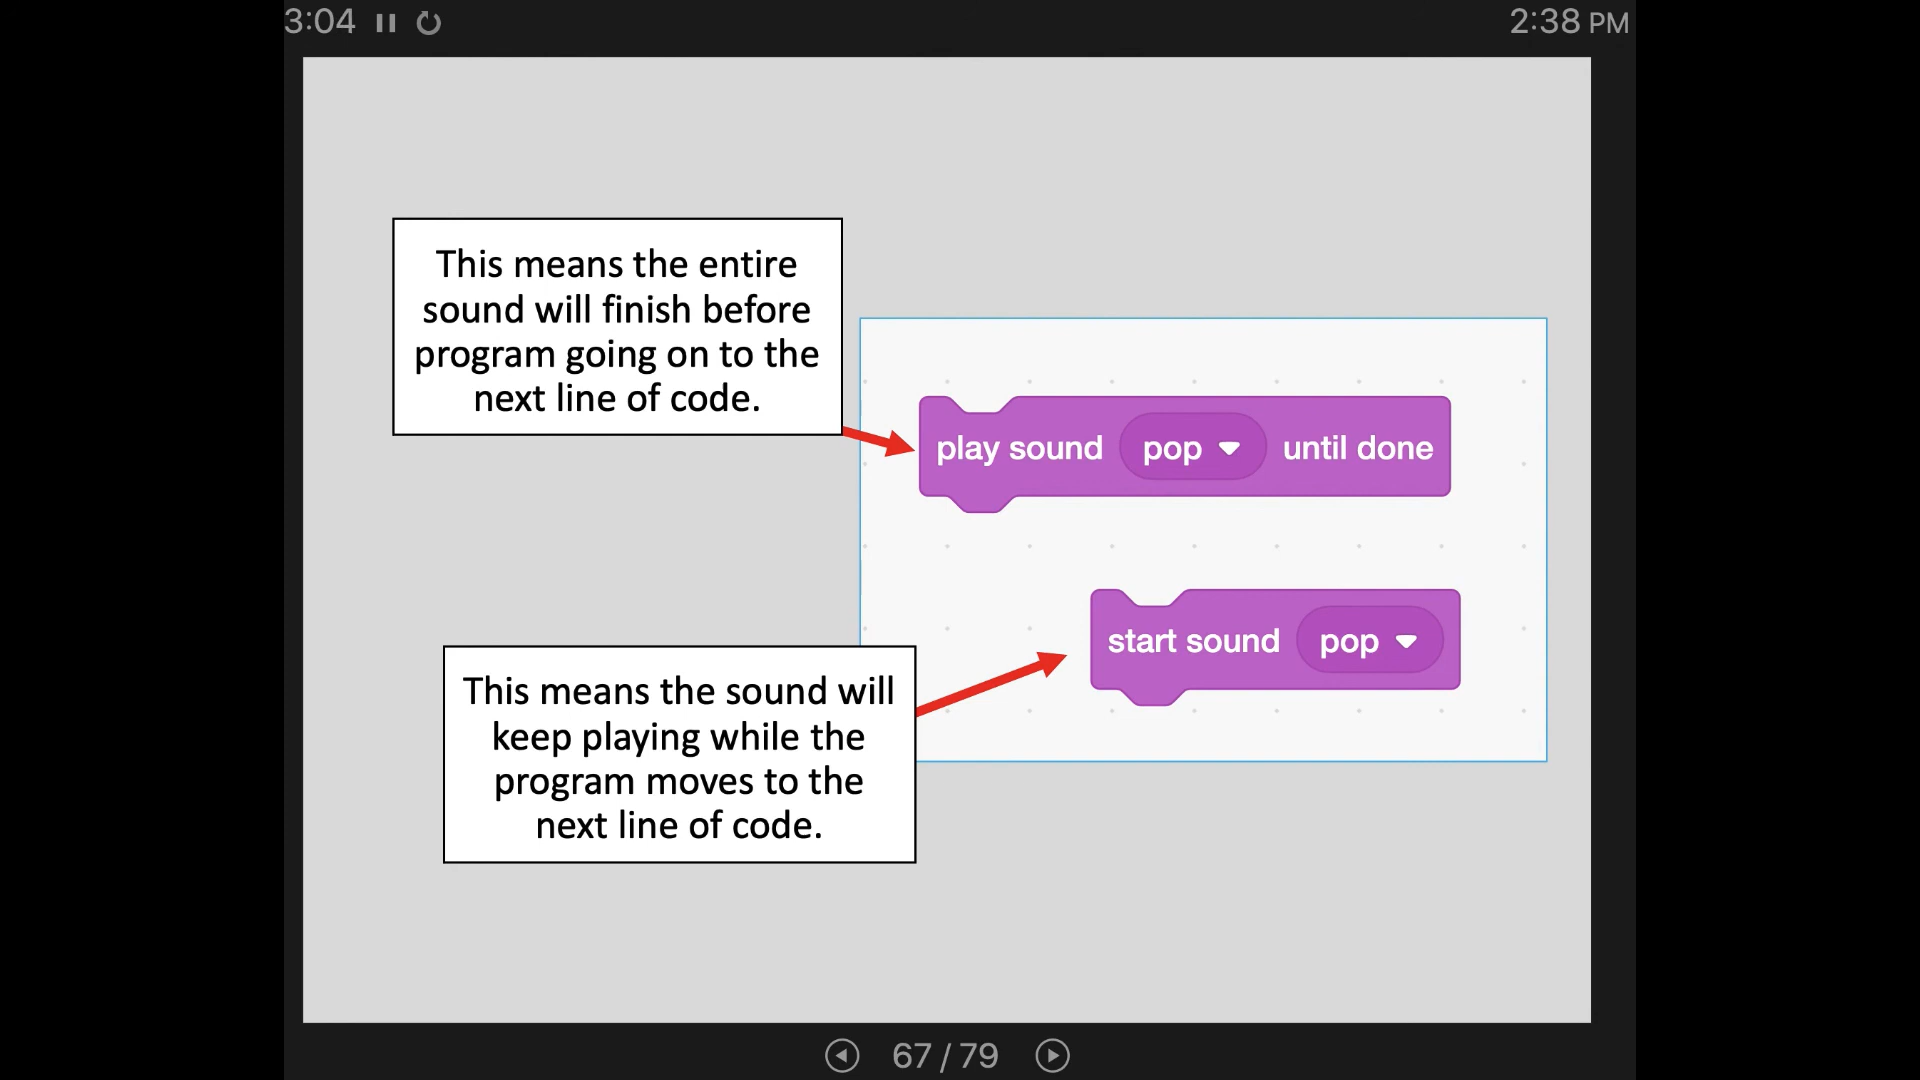 3:04
2:38 PM
This means the entire
sound will finish before
program going on to the
next line of code.
play sound pop until done
start sound pop
This means the sound will
keep playing while the
program moves to the
next line of code.
67 / 79